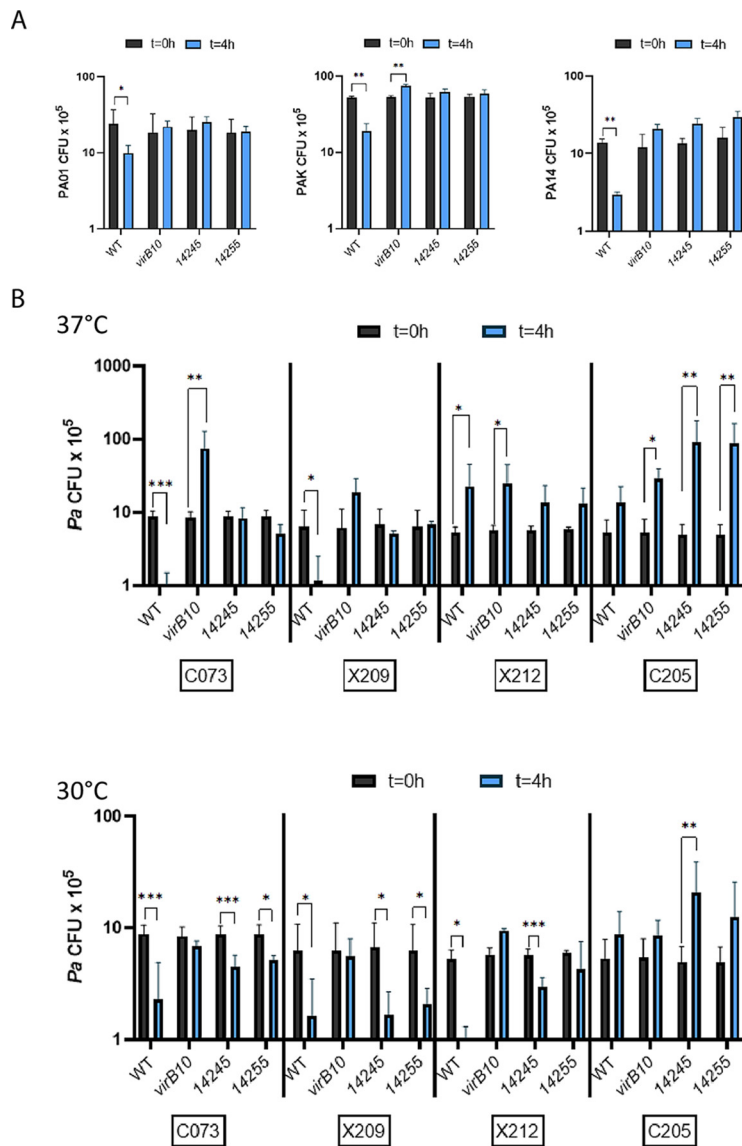 A
t=0h t=4h
t=0h t=4h
t=0h t=4h
PA01 CFU x 10⁵
100
10
1
*
WT virB10 14245 14255
PAK CFU x 10⁵
100
10
1
** **
WT virB10 14245 14255
PA14 CFU x 10⁵
100
10
1
**
WT virB10 14245 14255
B
37°C
t=0h t=4h
Pa CFU x 10⁵
1000
100
10
1
*** ** * * * * ** **
WT virB10 14245 14255 WT virB10 14245 14255 WT virB10 14245 14255 WT virB10 14245 14255
C073 X209 X212 C205
30°C
t=0h t=4h
Pa CFU x 10⁵
100
10
1
*** *** * * * * * *** **
WT virB10 14245 14255 WT virB10 14245 14255 WT virB10 14245 14255 WT virB10 14245 14255
C073 X209 X212 C205